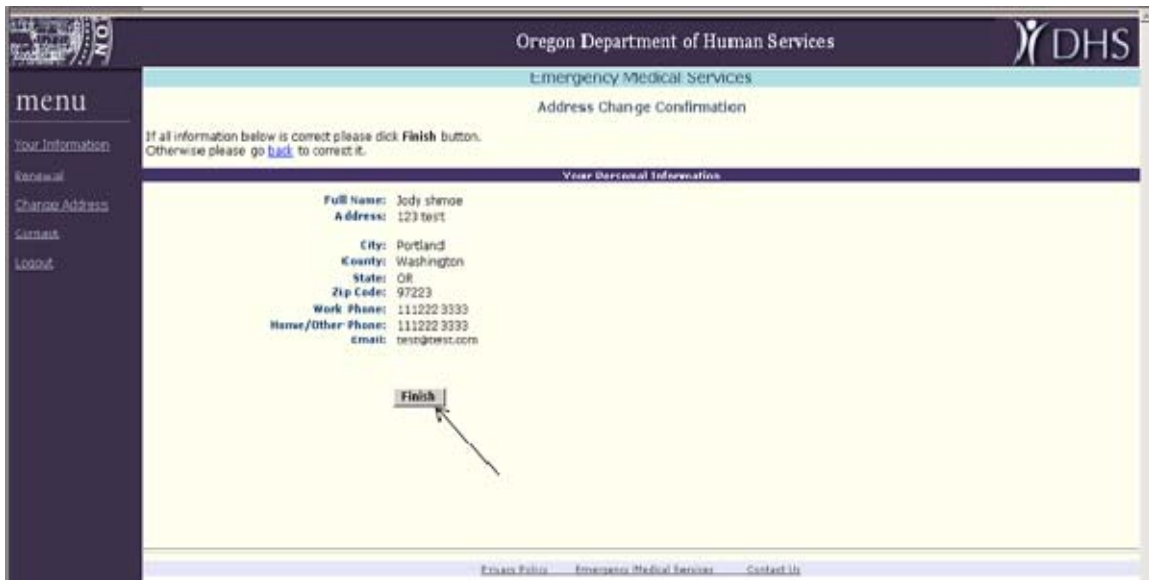 Oregon Department of Human Services
DHS
Emergency Medical Services
menu
Address Change Confirmation
If all information below is correct please click Finish button.
Otherwise please go back to correct it.
Your Information
Renewal
Change Address
Contact
Logout
Your Personal Information
Full Name: Jody shmoe
Address: 123 test
City: Portland
County: Washington
State: OR
Zip Code: 97223
Work Phone: 111222 3333
Home/Other Phone: 111222 3333
Email: test@test.com
Finish
Privacy Policy Emergency Medical Services Contact Us